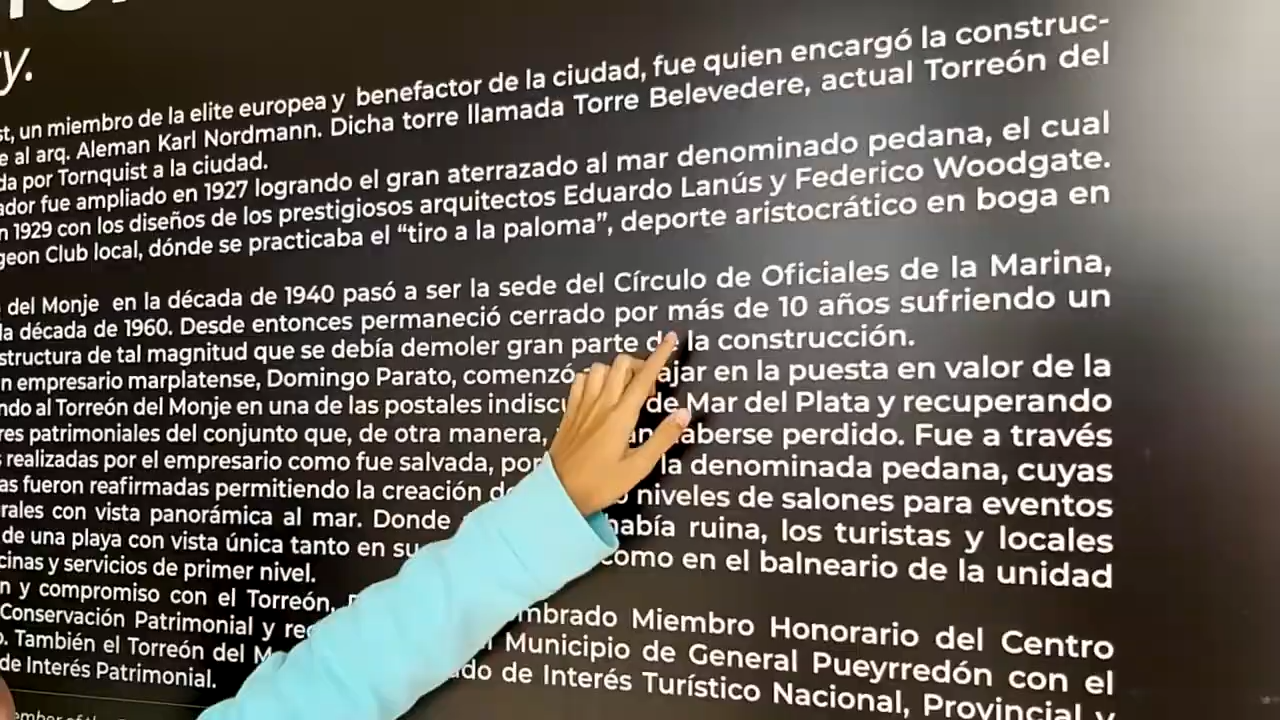 y.
st, un miembro de la elite europea y benefactor de la ciudad, fue quien encargó la construc-
e al arq. Aleman Karl Nordmann. Dicha torre llamada Torre Belevedere, actual Torreón del
da por Tornquist a la ciudad.
ador fue ampliado en 1927 logrando el gran aterrazado al mar denominado pedana, el cual
n 1929 con los diseños de los prestigiosos arquitectos Eduardo Lanús y Federico Woodgate.
geon Club local, dónde se practicaba el “tiro a la paloma”, deporte aristocrático en boga en
del Monje en la década de 1940 pasó a ser la sede del Círculo de Oficiales de la Marina,
la década de 1960. Desde entonces permaneció cerrado por más de 10 años sufriendo un
structura de tal magnitud que se debía demoler gran parte de la construcción.
n empresario marplatense, Domingo Parato, comenzó ajar en la puesta en valor de la
ndo al Torreón del Monje en una de las postales indiscu de Mar del Plata y recuperando
res patrimoniales del conjunto que, de otra manera, an haberse perdido. Fue a través
s realizadas por el empresario como fue salvada, por la denominada pedana, cuyas
as fueron reafirmadas permitiendo la creación de niveles de salones para eventos
rales con vista panorámica al mar. Donde había ruina, los turistas y locales
de una playa con vista única tanto en su como en el balneario de la unidad
cinas y servicios de primer nivel.
n y compromiso con el Torreón, mbrado Miembro Honorario del Centro
Conservación Patrimonial y rec Municipio de General Pueyrredón con el
o. También el Torreón del M ado de Interés Turístico Nacional, Provincial y
de Interés Patrimonial.